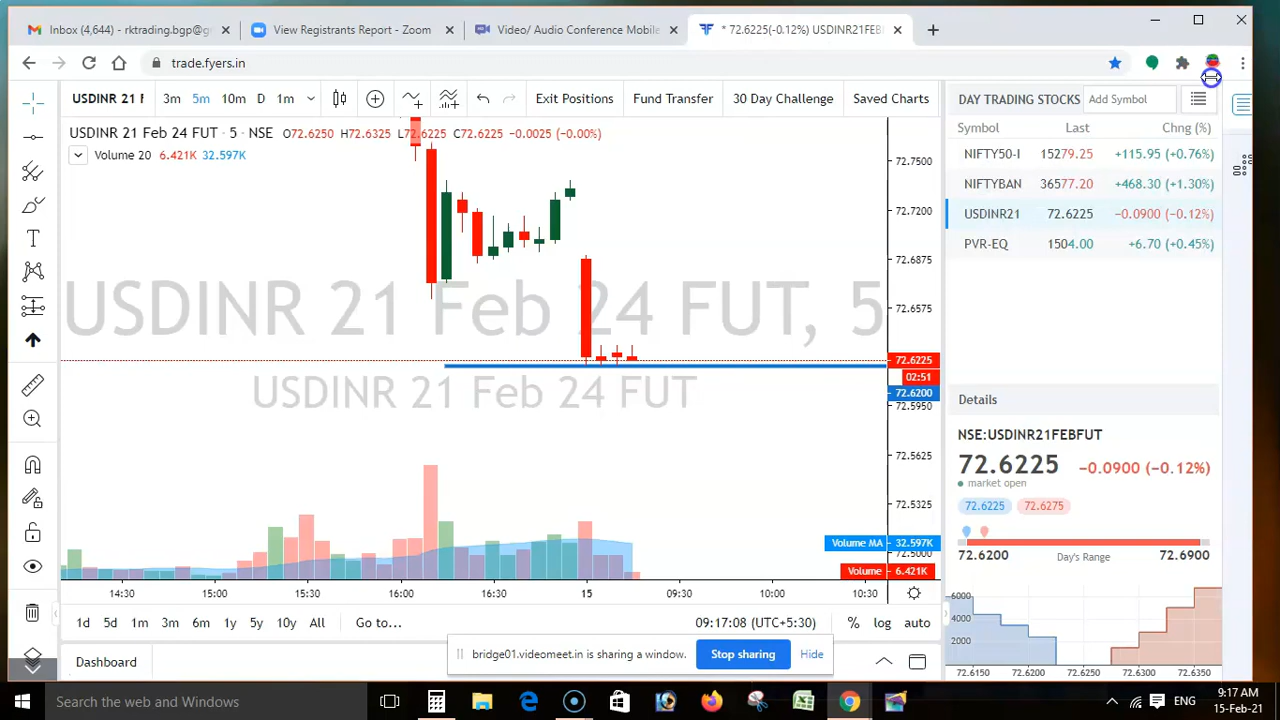 Inbox (4,644) - rktrading.bgp@g
View Registrants Report - Zoom
Video/ Audio Conference Mobile
* 72.6225(-0.12%) USDINR21FEB
trade.fyers.in
USDINR 21 F
3m 5m 10m D 1m
Exit Positions Fund Transfer 30 Day Challenge Saved Charts
USDINR 21 Feb 24 FUT · 5 · NSE O72.6250 H72.6325 L72.6225 C72.6225 −0.0025 (−0.00%)
Volume 20 6.421K 32.597K
USDINR 21 Feb 24 FUT, 5
USDINR 21 Feb 24 FUT
72.7500
72.7200
72.6875
72.6575
72.6225
02:51
72.6200
72.5950
72.5625
72.5325
Volume MA 32.597K
72.5000
Volume 6.421K
14:30 15:00 15:30 16:00 16:30 15 09:30 10:00 10:30
1d 5d 1m 3m 6m 1y 5y 10y All Go to...
09:17:08 (UTC+5:30) % log auto
Dashboard
bridge01.videomeet.in is sharing a window. Stop sharing Hide
DAY TRADING STOCKS Add Symbol
Symbol Last Chng (%)
NIFTY50-I 15279.25 +115.95 (+0.76%)
NIFTYBAN 36577.20 +468.30 (+1.30%)
USDINR21 72.6225 −0.0900 (−0.12%)
PVR-EQ 1504.00 +6.70 (+0.45%)
Details
NSE:USDINR21FEBFUT
72.6225 −0.0900 (−0.12%)
market open
72.6225 72.6275
72.6200 Day's Range 72.6900
6000
4000
2000
72.6150 72.6200 72.6300 72.6350
Search the web and Windows
ENG
9:17 AM
15-Feb-21